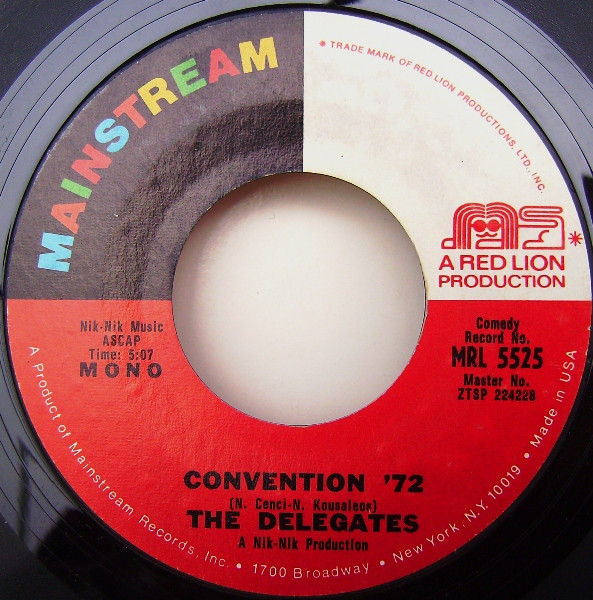 MAINSTREAM
* TRADE MARK OF RED LION PRODUCTIONS, LTD., INC.
*
A RED LION
PRODUCTION
Nik-Nik Music
ASCAP
Time: 5:07
MONO
Comedy
Record No.
MRL 5525
Master No.
ZTSP 224228
CONVENTION '72
(N. Cenci-N. Kousaleos)
THE DELEGATES
A Nik-Nik Production
A Product of Mainstream Records, Inc. • 1700 Broadway • New York, N.Y. 10019 • Made in USA